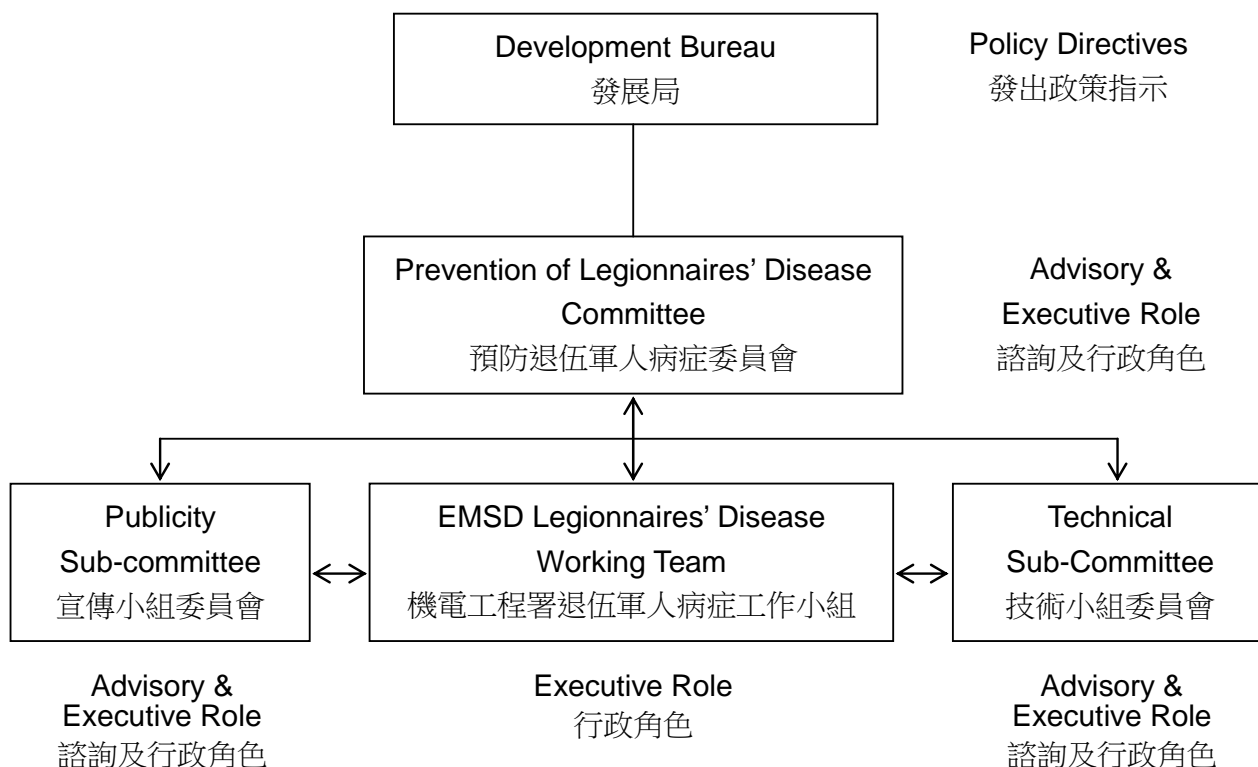 Development Bureau
發展局
Policy Directives
發出政策指示
Prevention of Legionnaires’ Disease
Committee
預防退伍軍人病症委員會
Advisory &
Executive Role
諮詢及行政角色
Publicity
Sub-committee
宣傳小組委員會
EMSD Legionnaires’ Disease
Working Team
機電工程署退伍軍人病症工作小組
Technical
Sub-Committee
技術小組委員會
Advisory &
Executive Role
諮詢及行政角色
Executive Role
行政角色
Advisory &
Executive Role
諮詢及行政角色